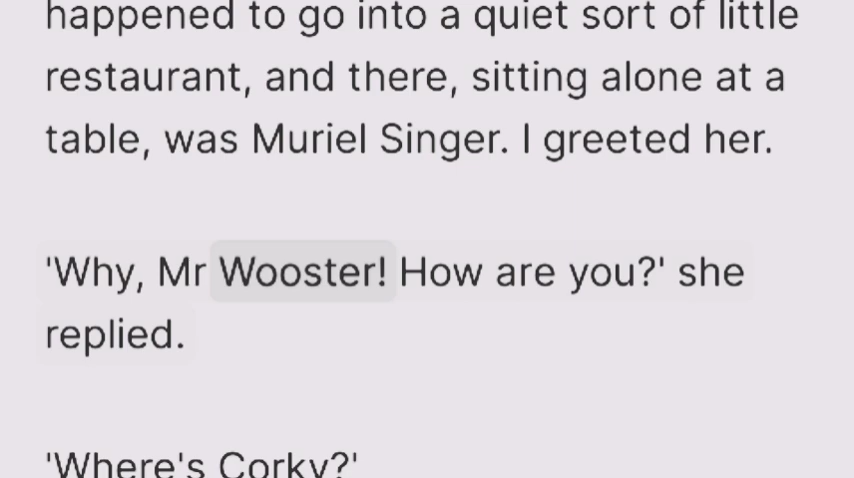 happened to go into a quiet sort of little
restaurant, and there, sitting alone at a
table, was Muriel Singer. I greeted her.
'Why, Mr Wooster! How are you?' she
replied.
'Where's Corky?'